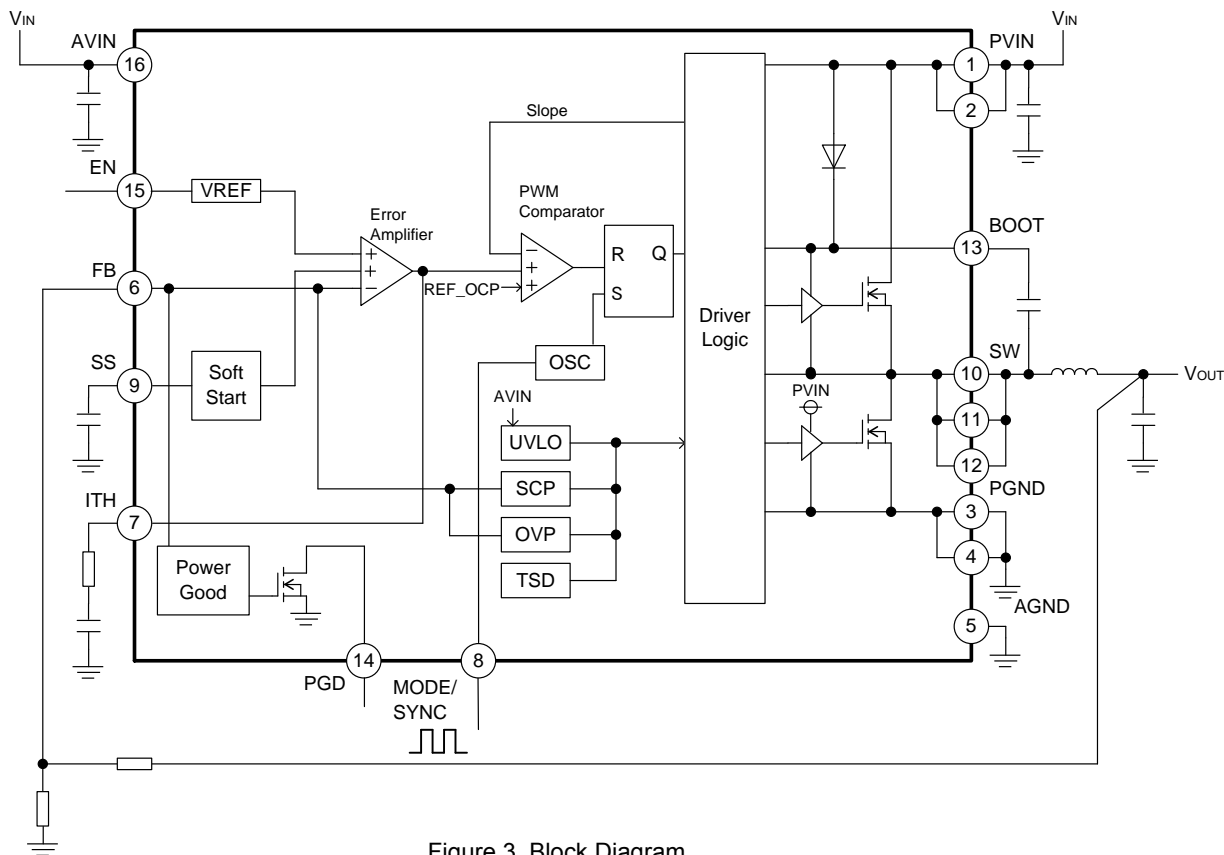 VIN
AVIN
16
EN
15
VREF
FB
6
SS
9
Soft
Start
ITH
7
Power
Good
14
PGD
8
MODE/
SYNC
Error
Amplifier
+
+
−
Slope
PWM
Comparator
−
+
+
REF_OCP
R
Q
S
OSC
AVIN
UVLO
SCP
OVP
TSD
Driver
Logic
PVIN
VIN
PVIN
1
2
BOOT
13
SW
10
VOUT
11
12
PGND
3
4
AGND
5
Figure 3. Block Diagram